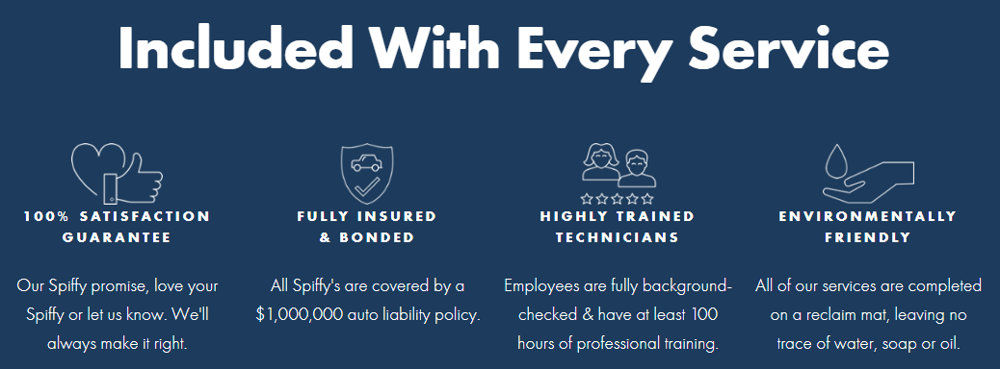 Included With Every Service
100% SATISFACTION
GUARANTEE
Our Spiffy promise, love your
Spiffy or let us know. We'll
always make it right.
FULLY INSURED
& BONDED
All Spiffy's are covered by a
$1,000,000 auto liability policy.
HIGHLY TRAINED
TECHNICIANS
Employees are fully background-
checked & have at least 100
hours of professional training.
ENVIRONMENTALLY
FRIENDLY
All of our services are completed
on a reclaim mat, leaving no
trace of water, soap or oil.